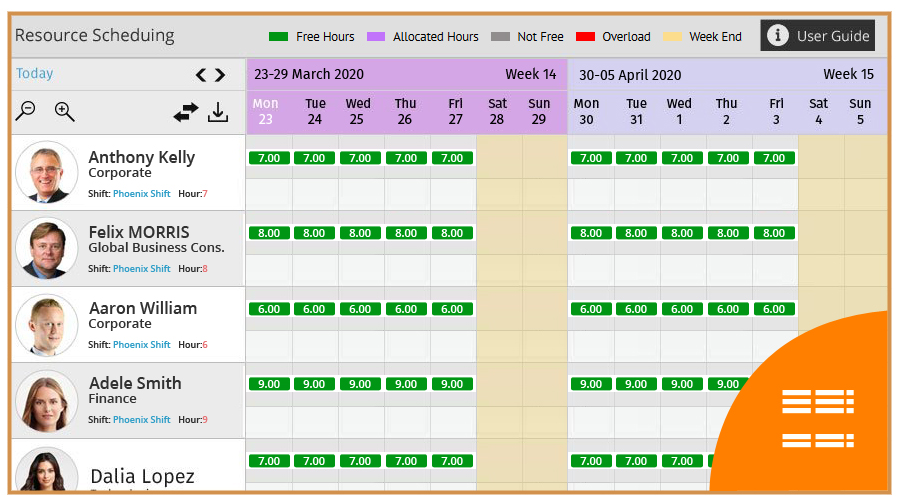 Resource Scheduing
Free Hours Allocated Hours Not Free Overload Week End
i User Guide
Today
23-29 March 2020 Week 14 30-05 April 2020 Week 15
Mon Tue Wed Thu Fri Sat Sun Mon Tue Wed Thu Fri Sat Sun
23 24 25 26 27 28 29 30 31 1 2 3 4 5
Anthony Kelly
Corporate
Shift: Phoenix Shift Hour:7
7.00 7.00 7.00 7.00 7.00 7.00 7.00 7.00 7.00 7.00
Felix MORRIS
Global Business Cons.
Shift: Phoenix Shift Hour:8
8.00 8.00 8.00 8.00 8.00 8.00 8.00 8.00 8.00 8.00
Aaron William
Corporate
Shift: Phoenix Shift Hour:6
6.00 6.00 6.00 6.00 6.00 6.00 6.00 6.00 6.00 6.00
Adele Smith
Finance
Shift: Phoenix Shift Hour:9
9.00 9.00 9.00 9.00 9.00 9.00 9.00 9.00 9.00
Dalia Lopez
7.00 7.00 7.00 7.00 7.00 7.00 7.00 7.00